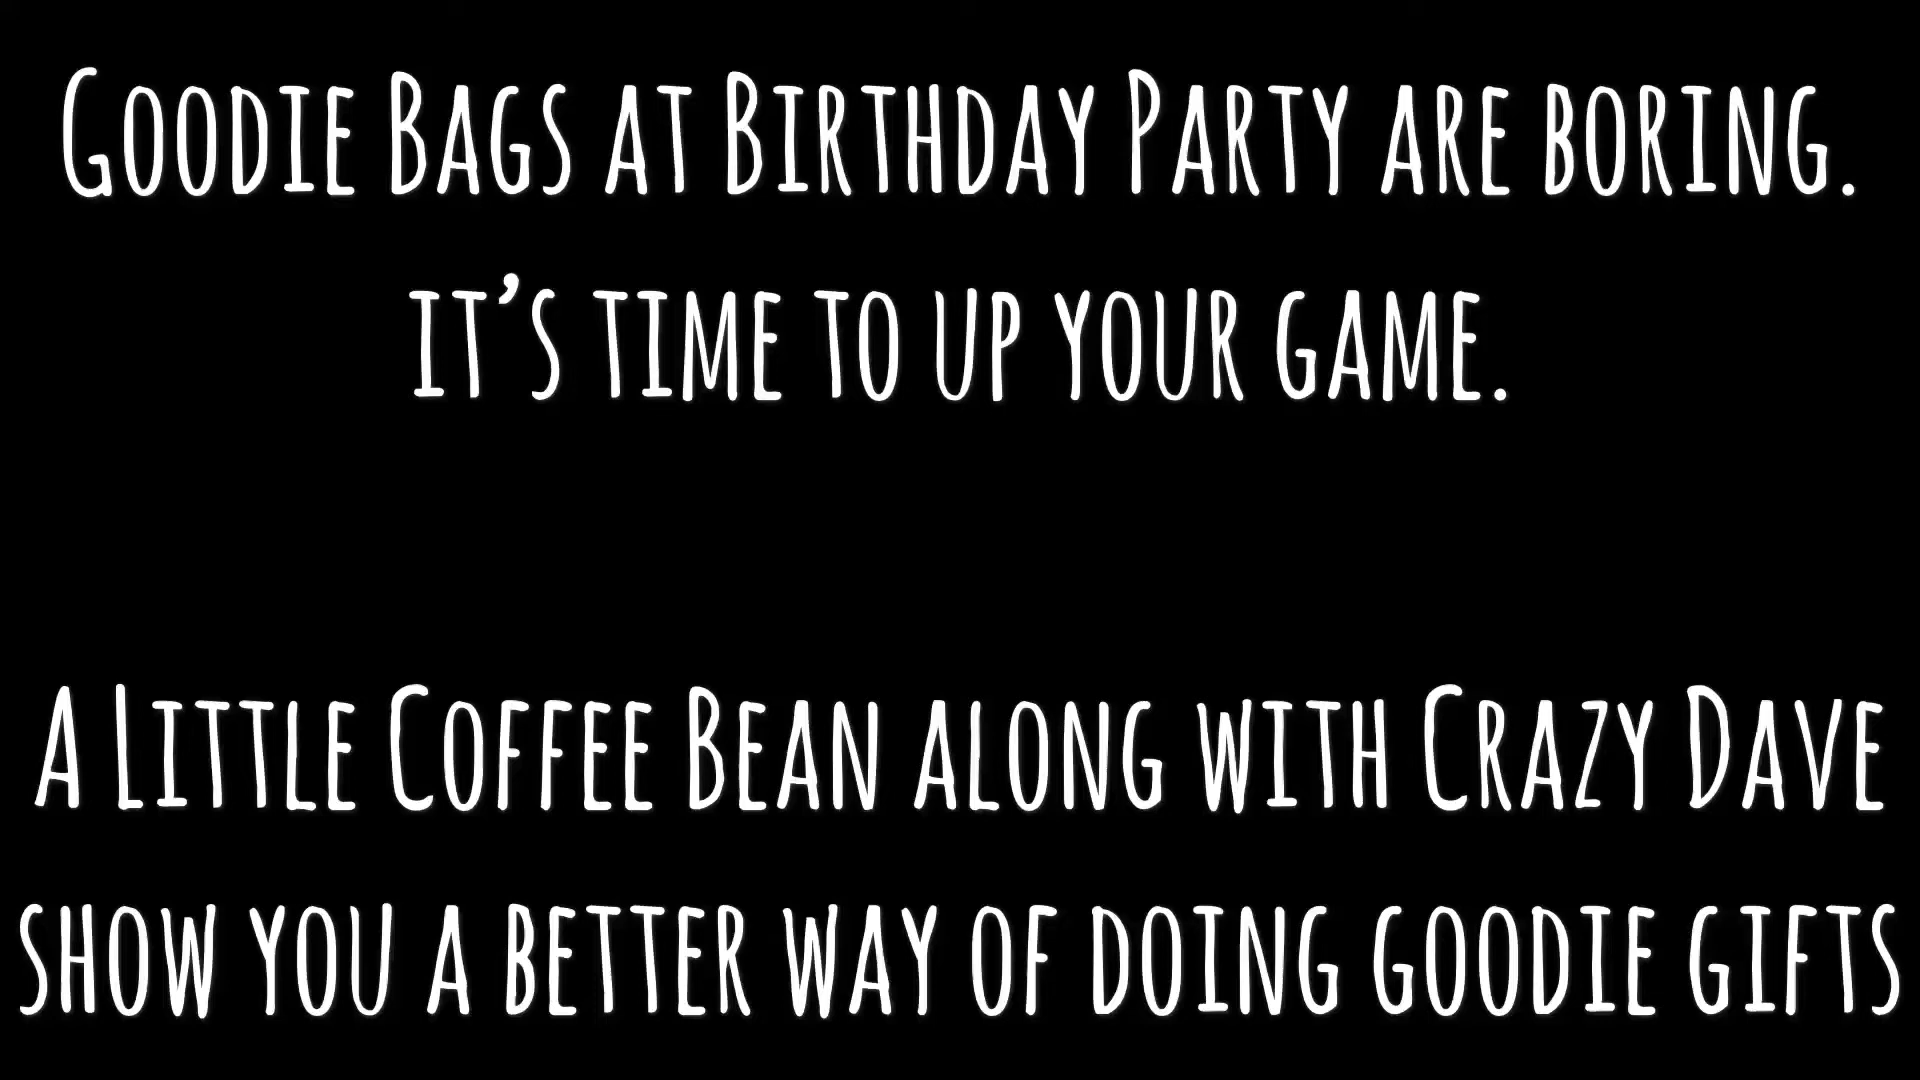 Goodie Bags at Birthday Party are boring.
it’s time to up your game.
A Little Coffee Bean along with Crazy Dave
show you a better way of doing goodie gifts